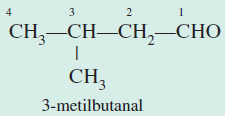 4 3 2 1
CH₃—CH—CH₂—CHO
|
CH₃
3-metilbutanal